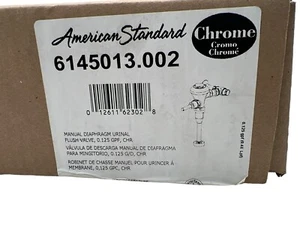 American Standard
Chrome
Cromo
Chromé
6145013.002
0 12611 62302 8
MANUAL DIAPHRAGM URINAL
FLUSH VALVE, 0.125 GPF, CHR
VÁLVULA DE DESCARGA MANUAL DE DIAFRAGMA
PARA MINGITORIO, 0.125 G/D, CHR
ROBINET DE CHASSE MANUEL POUR URINOIR À
MEMBRANE, 0,125 GPC, CHR